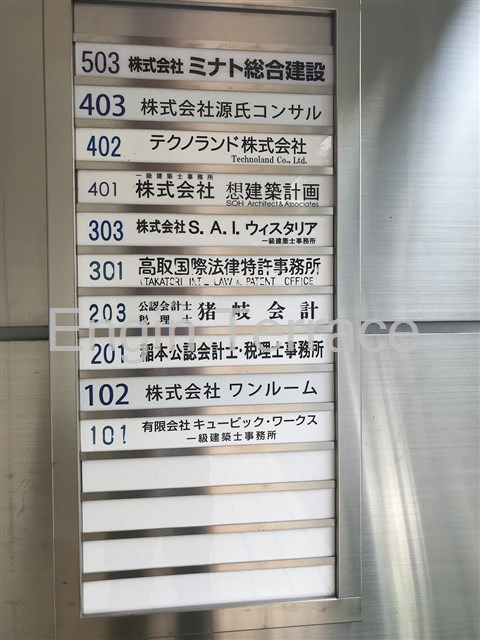 503 株式会社 ミナト総合建設
403 株式会社源氏コンサル
402 テクノランド株式会社
Technoland Co., Ltd.
一級建築士事務所
401 株式会社 想建築計画
SOH Architect & Associates
303 株式会社 S.A.I.ウィスタリア
一級建築士事務所
301 高取国際法律特許事務所
TAKATORI INT'L LAW & PATENT OFFICE
203 公認会計士 税理士 猪岐会計
201 稲本公認会計士・税理士事務所
102 株式会社 ワンルーム
101 有限会社 キュービック・ワークス
一級建築士事務所
Engin Terrace